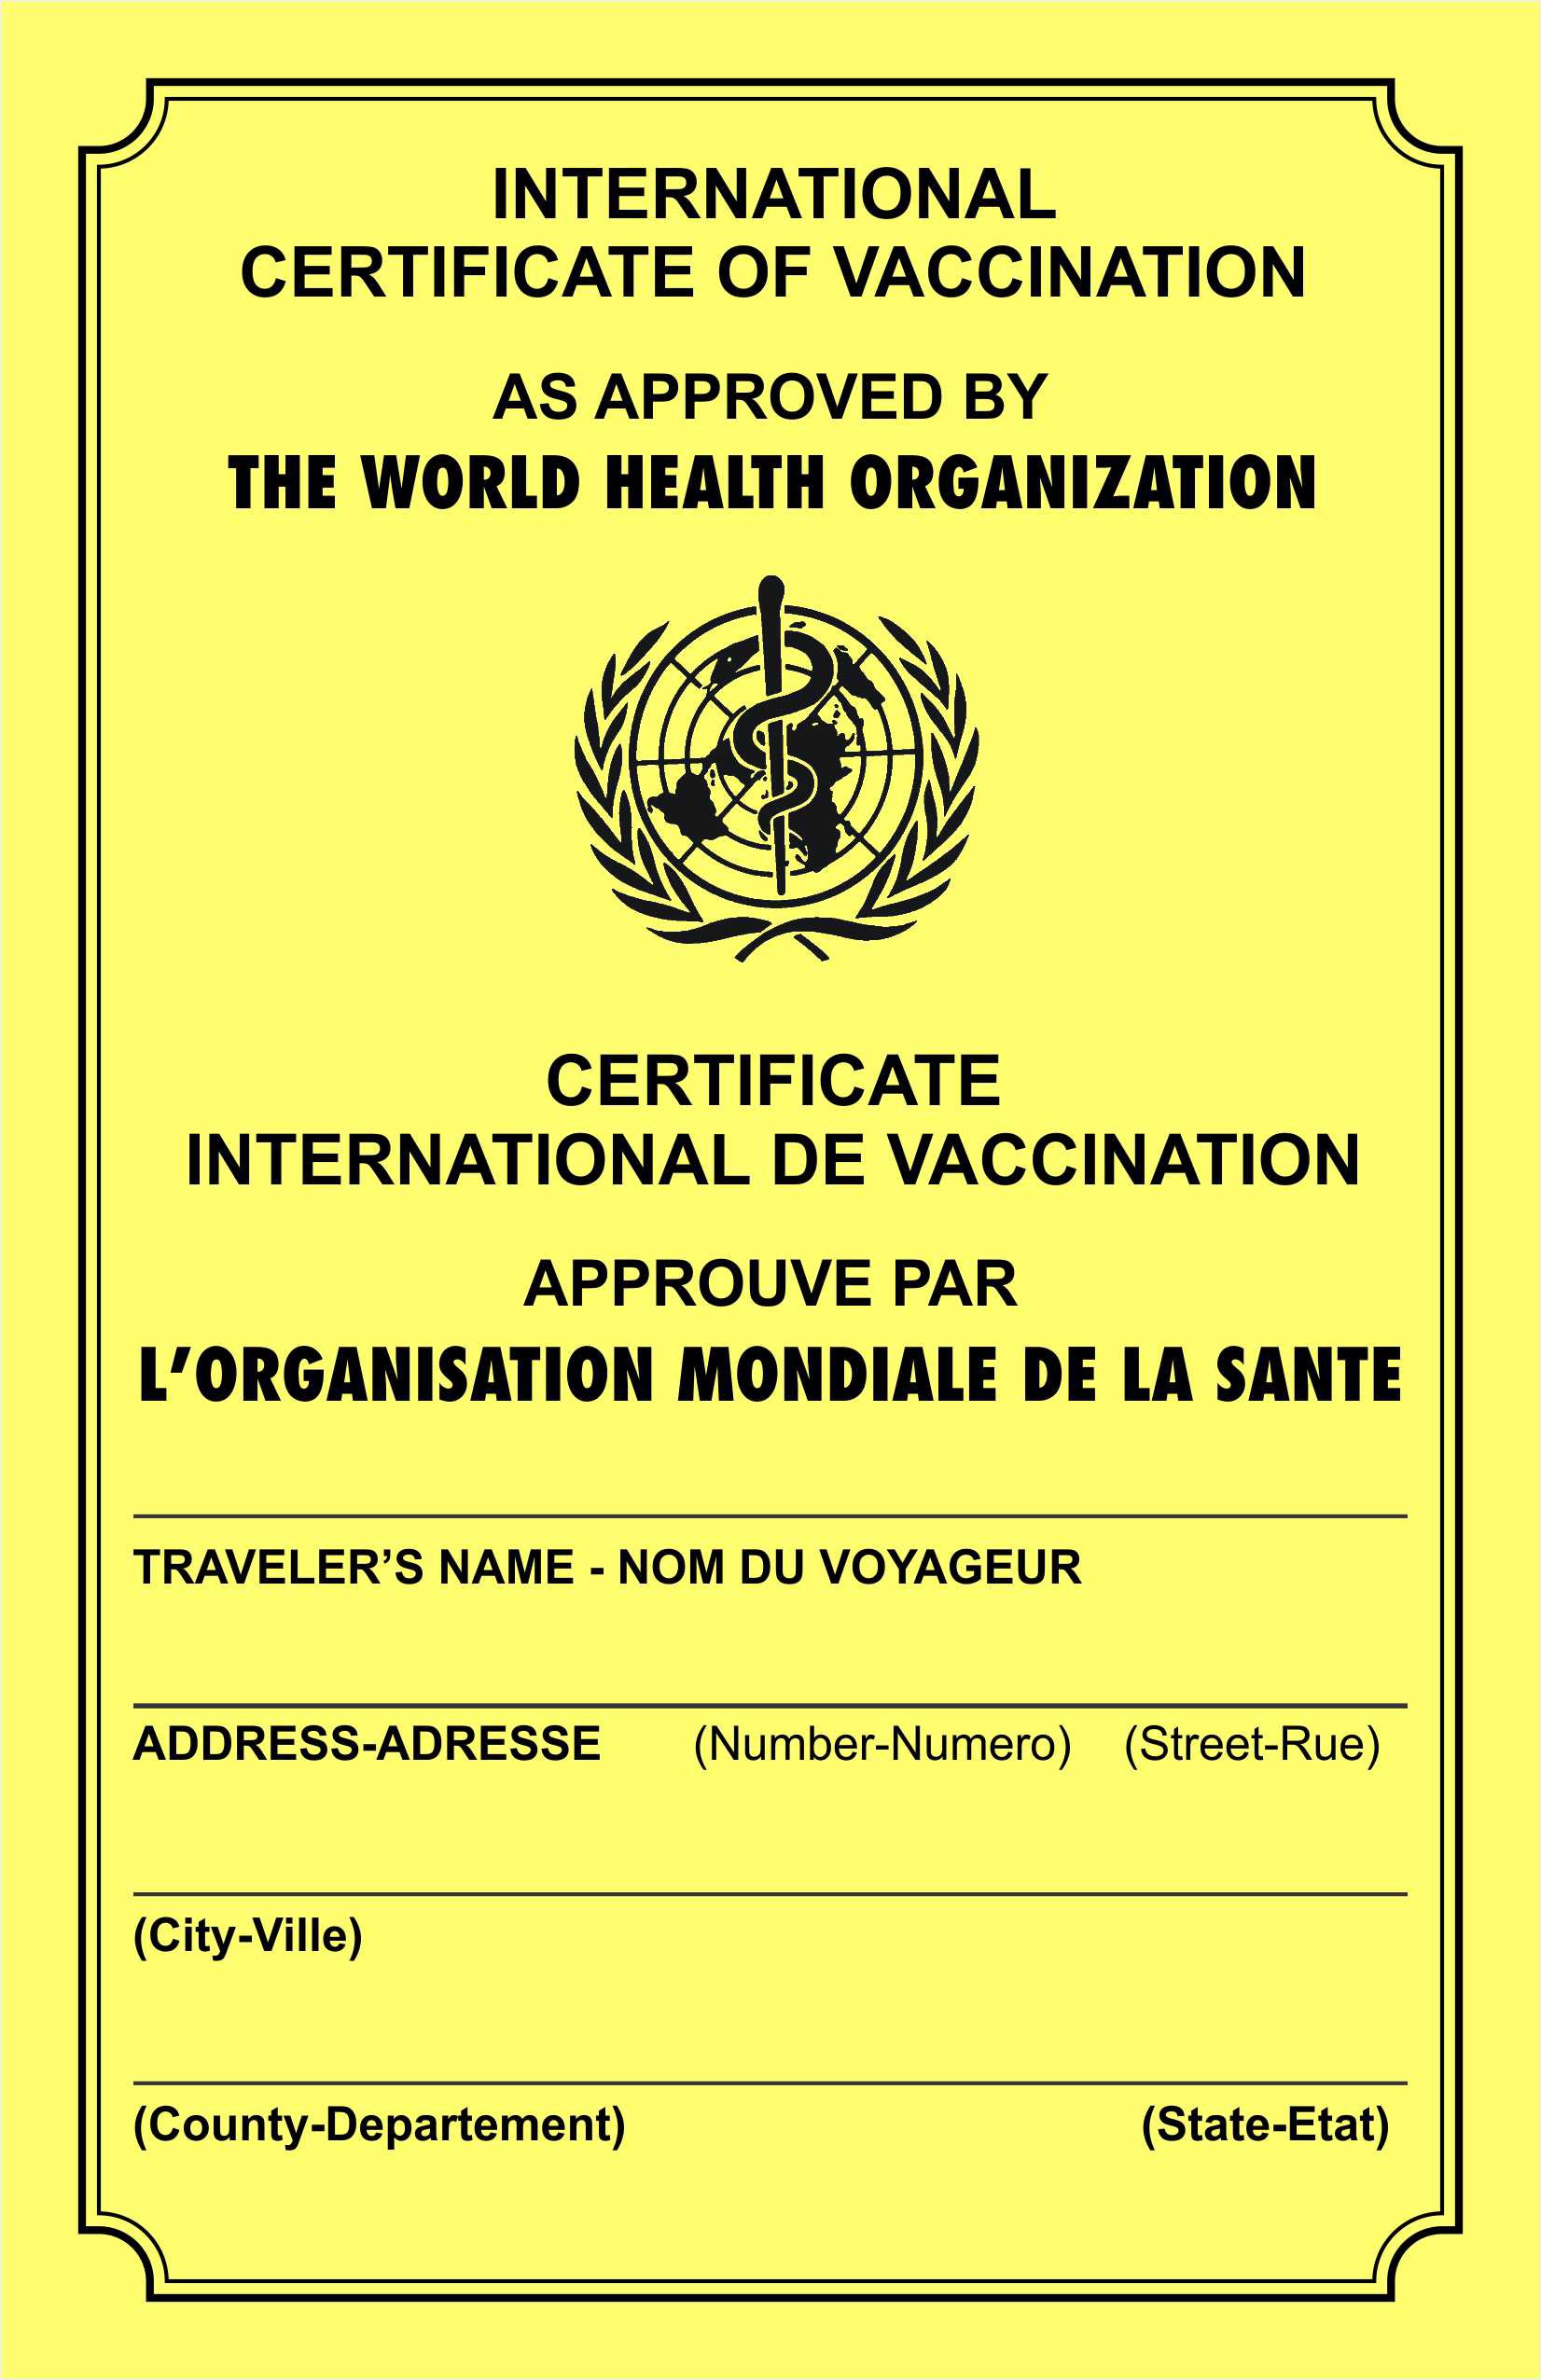 INTERNATIONAL
CERTIFICATE OF VACCINATION
AS APPROVED BY
THE WORLD HEALTH ORGANIZATION
CERTIFICATE
INTERNATIONAL DE VACCINATION
APPROUVE PAR
L’ORGANISATION MONDIALE DE LA SANTE
TRAVELER’S NAME - NOM DU VOYAGEUR
ADDRESS-ADRESSE (Number-Numero) (Street-Rue)
(City-Ville)
(County-Departement) (State-Etat)